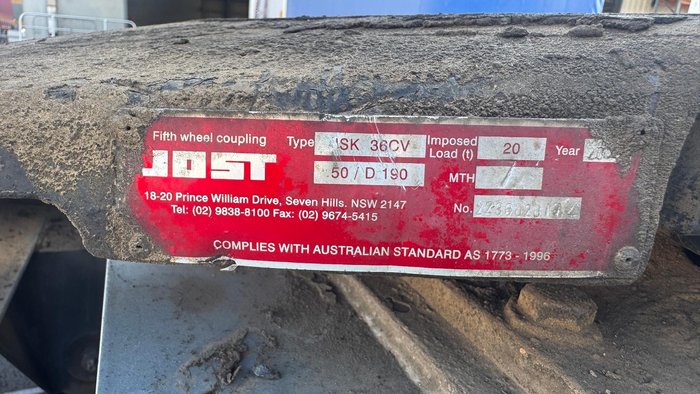 Fifth wheel coupling Type JSK 36CV Imposed Load (t) 20 Year
JOST 50 / D 190 MTH
18-20 Prince William Drive, Seven Hills. NSW 2147
Tel: (02) 9838-8100 Fax: (02) 9674-5415
No.
COMPLIES WITH AUSTRALIAN STANDARD AS 1773 - 1996